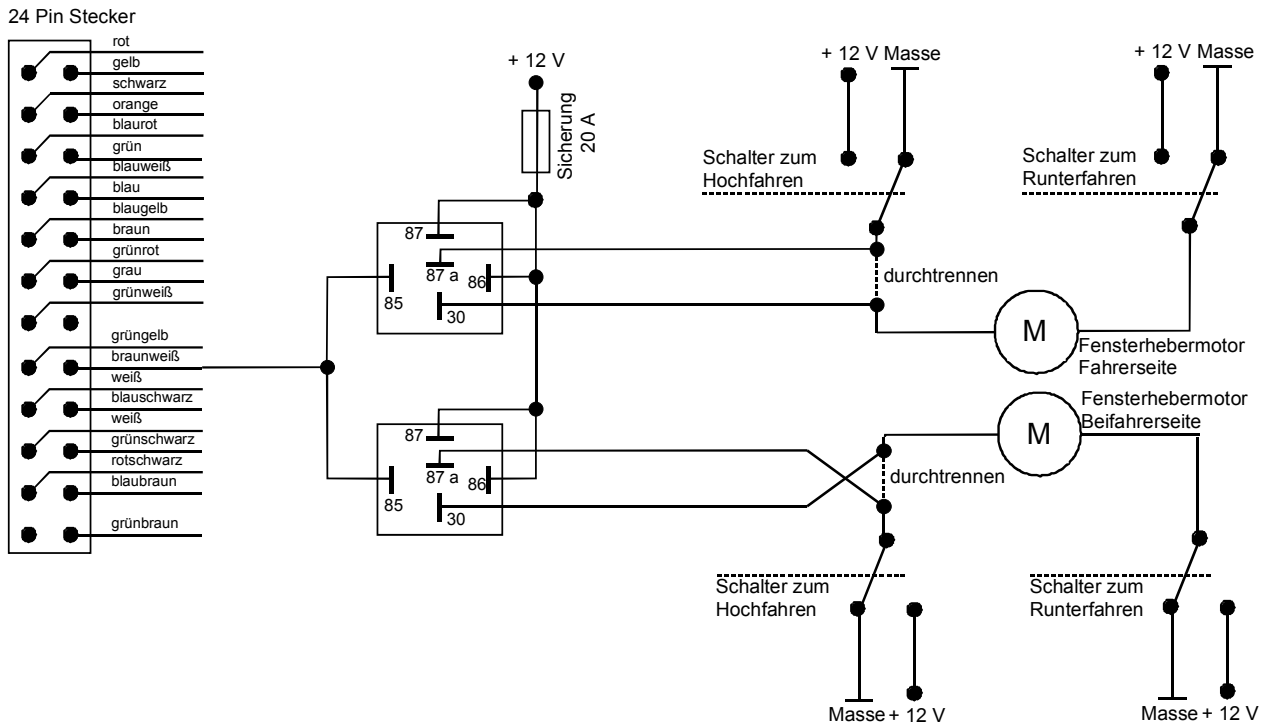 24 Pin Stecker
rot
gelb
schwarz
orange
blaurot
grün
blauweiß
blau
blaugelb
braun
grünrot
grau
grünweiß
grüngelb
braunweiß
weiß
blauschwarz
weiß
grünschwarz
rotschwarz
blaubraun
grünbraun
+ 12 V
Sicherung
20 A
87
87 a
86
85
30
87
87 a
86
85
30
+ 12 V Masse
Schalter zum
Hochfahren
durchtrennen
+ 12 V Masse
Schalter zum
Runterfahren
M
Fensterhebermotor
Fahrerseite
M
Fensterhebermotor
Beifahrerseite
durchtrennen
Schalter zum
Hochfahren
Masse + 12 V
Schalter zum
Runterfahren
Masse + 12 V